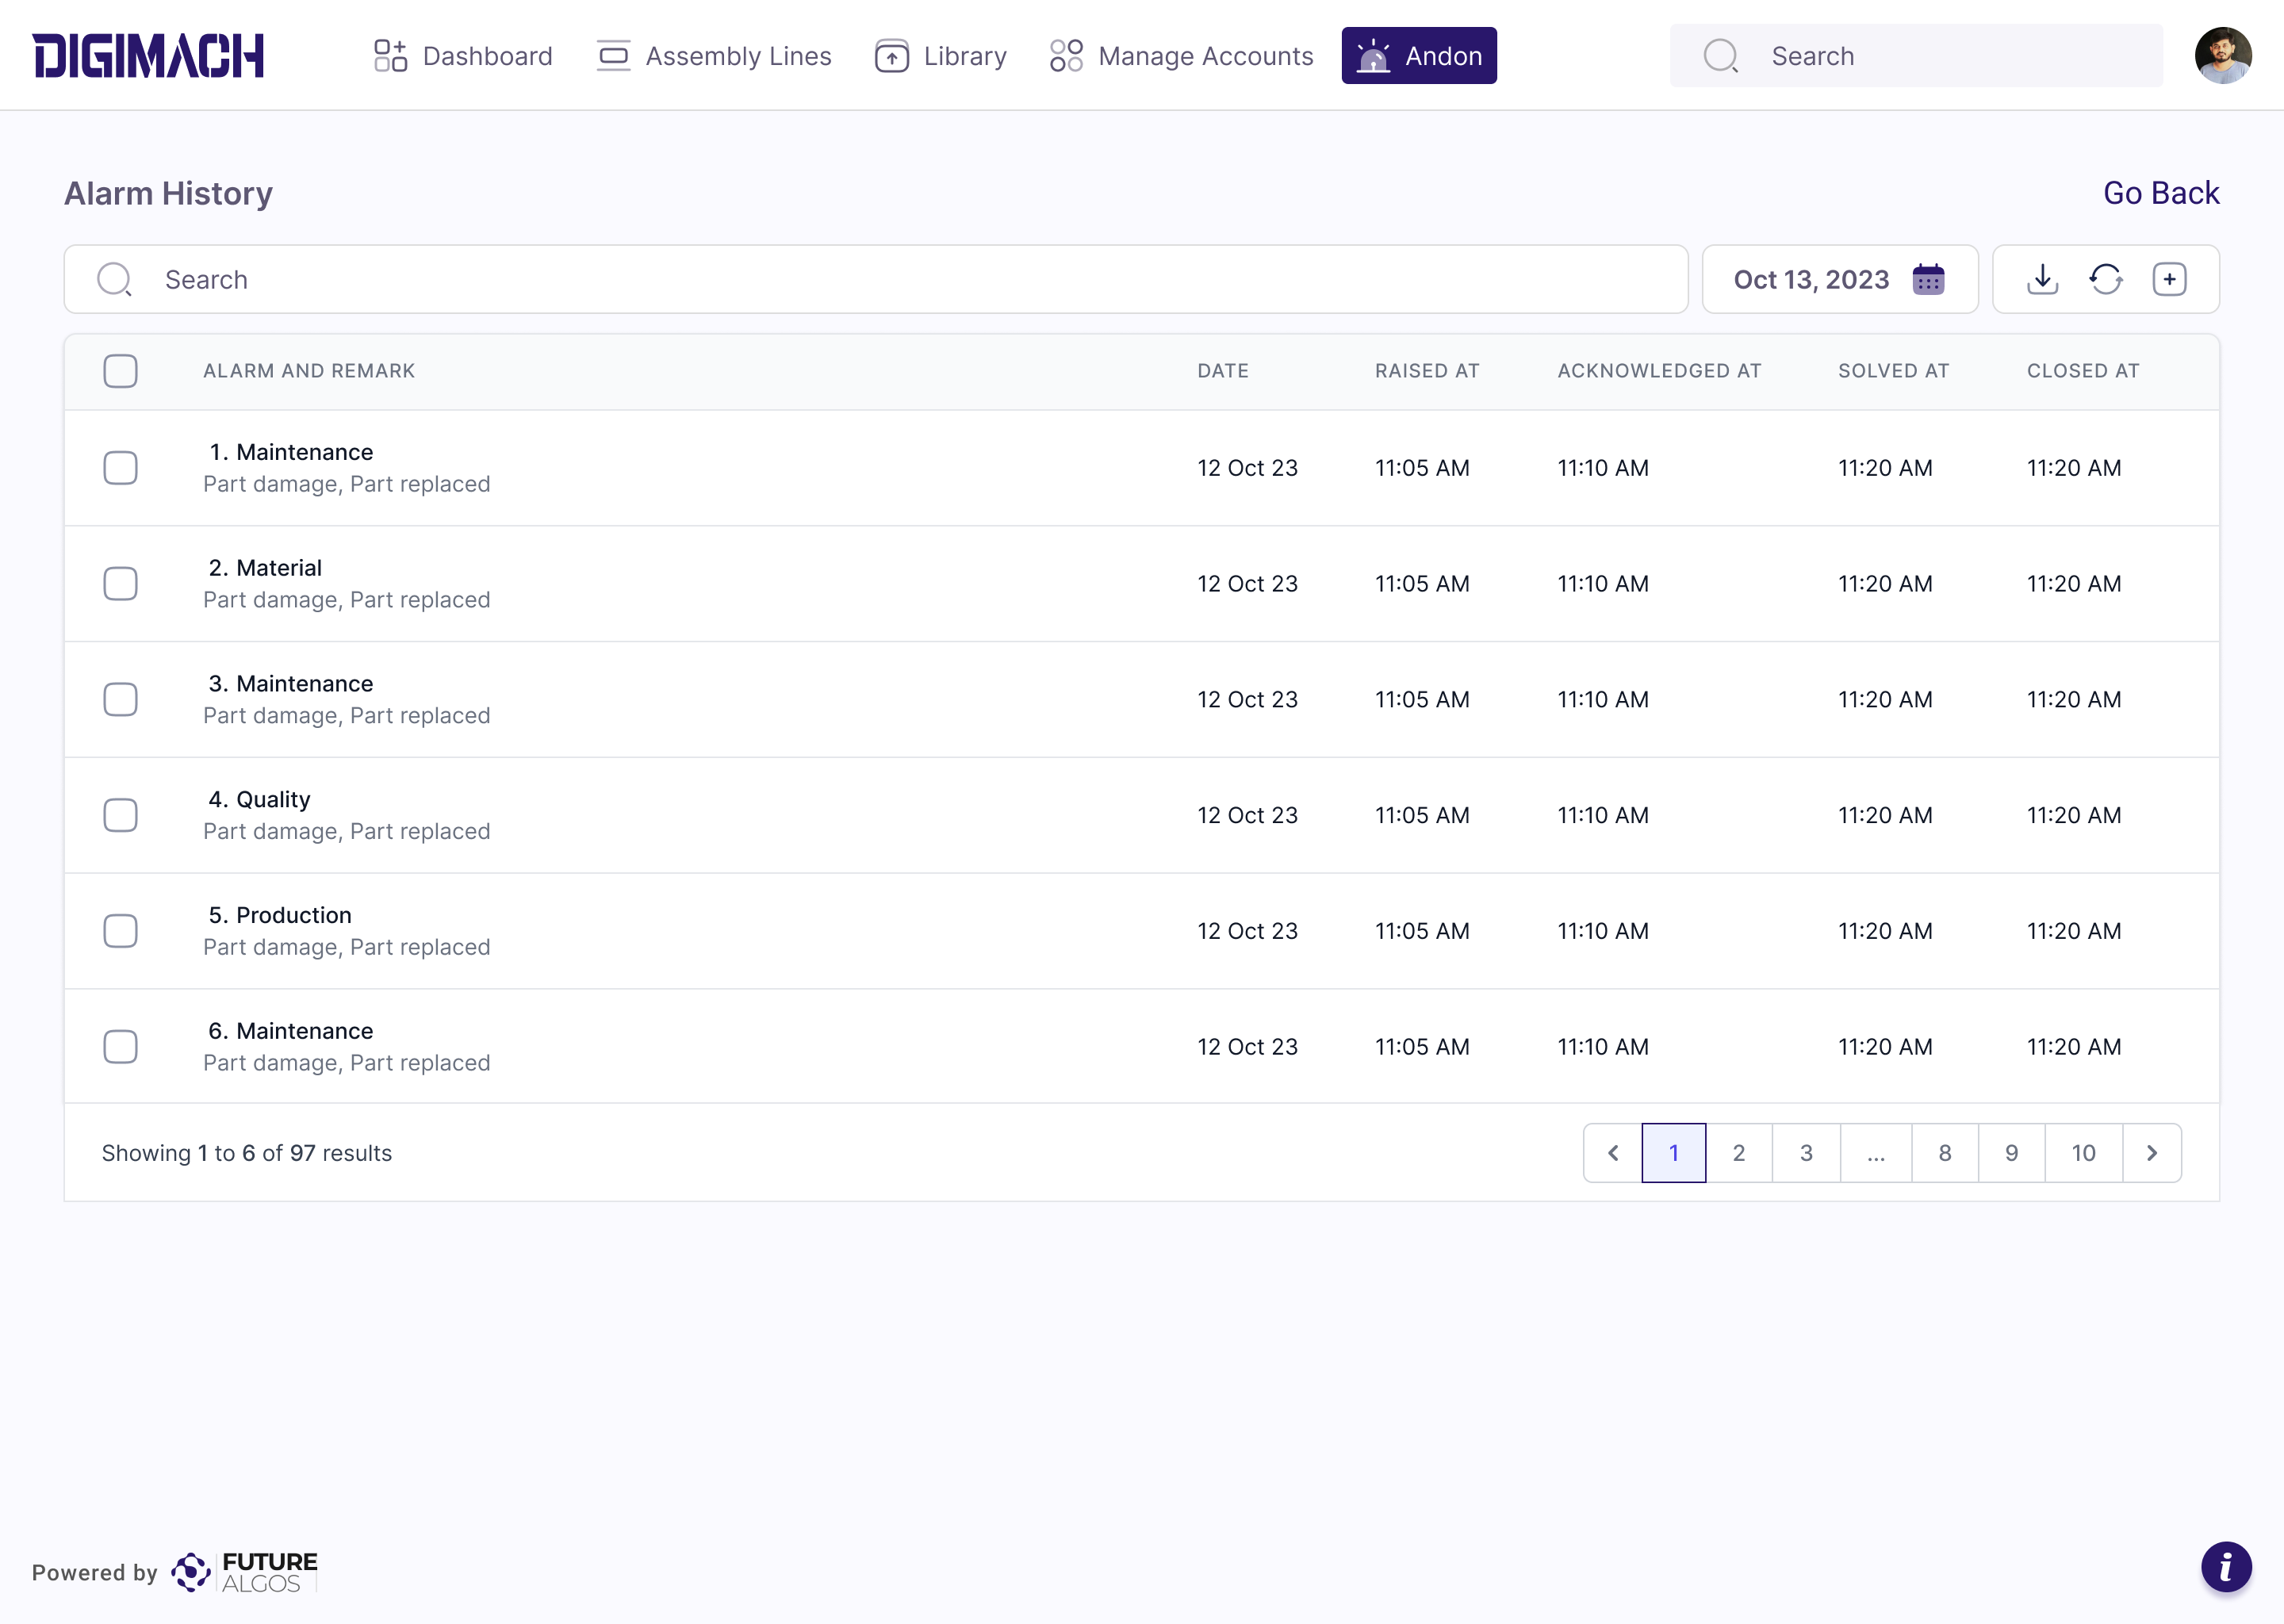 DIGIMACH Dashboard Assembly Lines Library Manage Accounts Andon Search
Alarm History Go Back
Search Oct 13, 2023
ALARM AND REMARK DATE RAISED AT ACKNOWLEDGED AT SOLVED AT CLOSED AT
1. Maintenance
Part damage, Part replaced
12 Oct 23 11:05 AM 11:10 AM 11:20 AM 11:20 AM
2. Material
Part damage, Part replaced
12 Oct 23 11:05 AM 11:10 AM 11:20 AM 11:20 AM
3. Maintenance
Part damage, Part replaced
12 Oct 23 11:05 AM 11:10 AM 11:20 AM 11:20 AM
4. Quality
Part damage, Part replaced
12 Oct 23 11:05 AM 11:10 AM 11:20 AM 11:20 AM
5. Production
Part damage, Part replaced
12 Oct 23 11:05 AM 11:10 AM 11:20 AM 11:20 AM
6. Maintenance
Part damage, Part replaced
12 Oct 23 11:05 AM 11:10 AM 11:20 AM 11:20 AM
Showing 1 to 6 of 97 results 1 2 3 ... 8 9 10
Powered by FUTURE
ALGOS
i